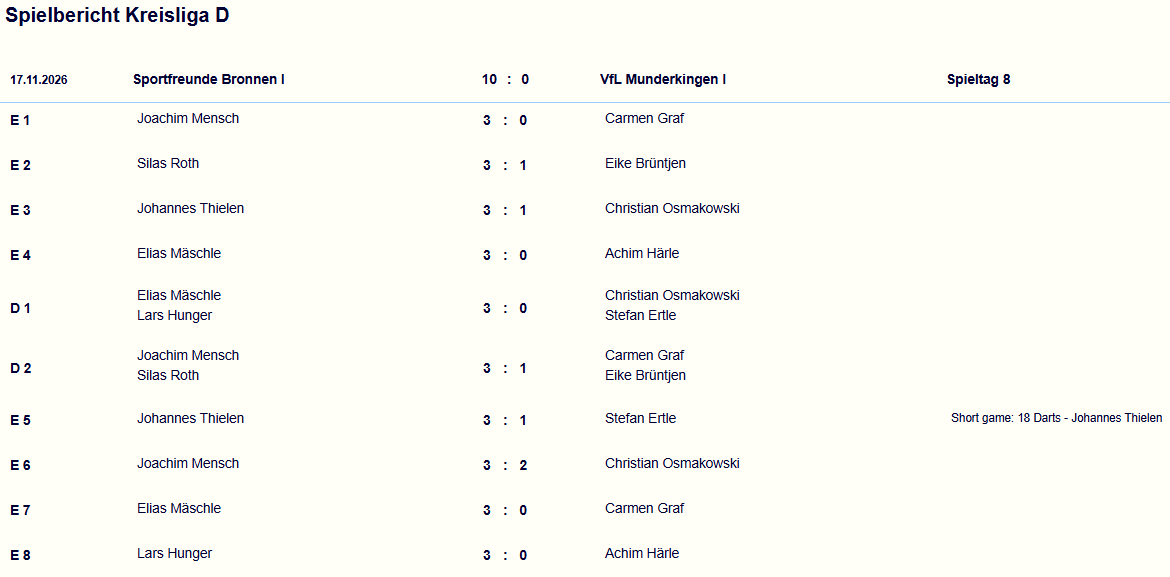 Spielbericht Kreisliga D
17.11.2026 Sportfreunde Bronnen I 10 : 0 VfL Munderkingen I Spieltag 8
E 1 Joachim Mensch 3 : 0 Carmen Graf
E 2 Silas Roth 3 : 1 Eike Brüntjen
E 3 Johannes Thielen 3 : 1 Christian Osmakowski
E 4 Elias Mäschle 3 : 0 Achim Härle
Elias Mäschle Christian Osmakowski
D 1 3 : 0
Lars Hunger Stefan Ertle
Joachim Mensch Carmen Graf
D 2 3 : 1
Silas Roth Eike Brüntjen
E 5 Johannes Thielen 3 : 1 Stefan Ertle Short game: 18 Darts - Johannes Thielen
E 6 Joachim Mensch 3 : 2 Christian Osmakowski
E 7 Elias Mäschle 3 : 0 Carmen Graf
E 8 Lars Hunger 3 : 0 Achim Härle